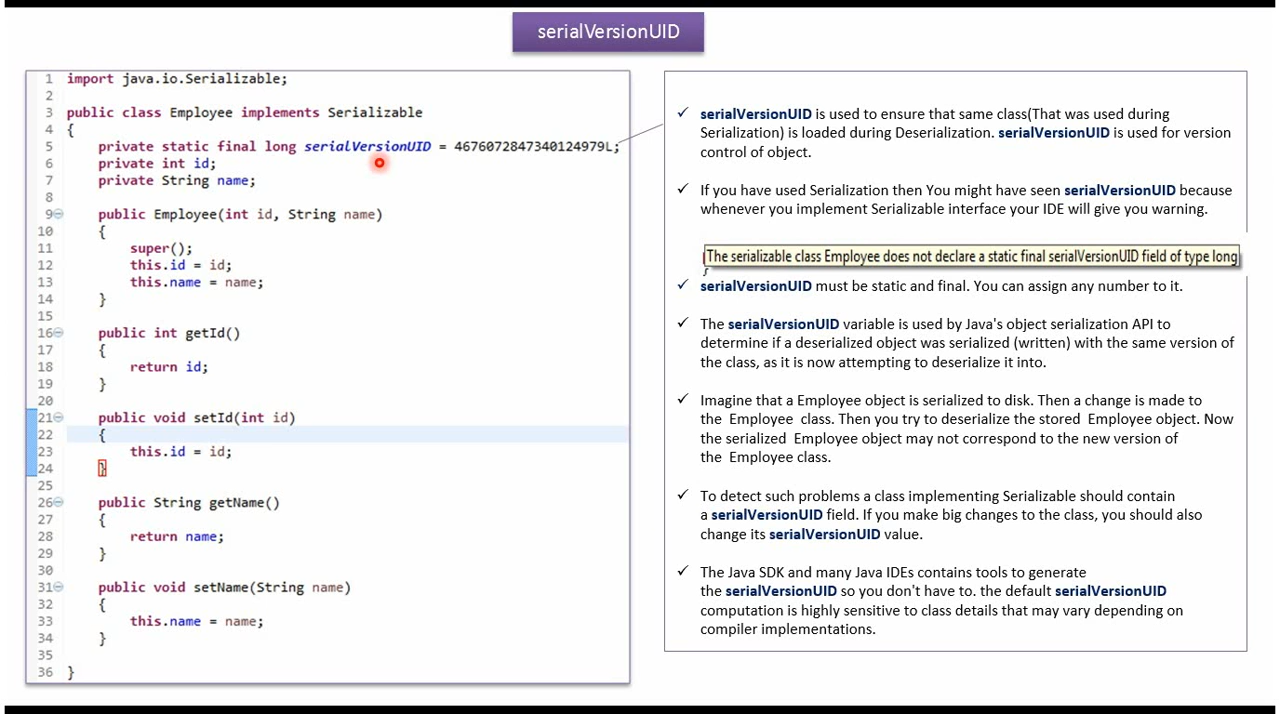 serialVersionUID
1 import java.io.Serializable;
2
3 public class Employee implements Serializable
4 {
5 private static final long serialVersionUID = 4676072847340124979L;
6 private int id;
7 private String name;
8
9 public Employee(int id, String name)
10 {
11 super();
12 this.id = id;
13 this.name = name;
14 }
15
16 public int getId()
17 {
18 return id;
19 }
20
21 public void setId(int id)
22 {
23 this.id = id;
24 }
25
26 public String getName()
27 {
28 return name;
29 }
30
31 public void setName(String name)
32 {
33 this.name = name;
34 }
35
36 }
✓ serialVersionUID is used to ensure that same class(That was used during
Serialization) is loaded during Deserialization. serialVersionUID is used for version
control of object.
✓ If you have used Serialization then You might have seen serialVersionUID because
whenever you implement Serializable interface your IDE will give you warning.
The serializable class Employee does not declare a static final serialVersionUID field of type long
✓ serialVersionUID must be static and final. You can assign any number to it.
✓ The serialVersionUID variable is used by Java's object serialization API to
determine if a deserialized object was serialized (written) with the same version of
the class, as it is now attempting to deserialize it into.
✓ Imagine that a Employee object is serialized to disk. Then a change is made to
the Employee class. Then you try to deserialize the stored Employee object. Now
the serialized Employee object may not correspond to the new version of
the Employee class.
✓ To detect such problems a class implementing Serializable should contain
a serialVersionUID field. If you make big changes to the class, you should also
change its serialVersionUID value.
✓ The Java SDK and many Java IDEs contains tools to generate
the serialVersionUID so you don't have to. the default serialVersionUID
computation is highly sensitive to class details that may vary depending on
compiler implementations.